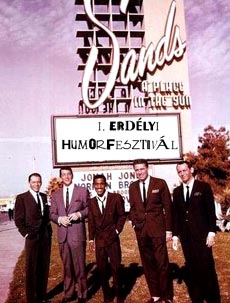 Sands
A PLACE
IN THE SUN
I. ERDÉLYI
HUMORFESZTIVÁL